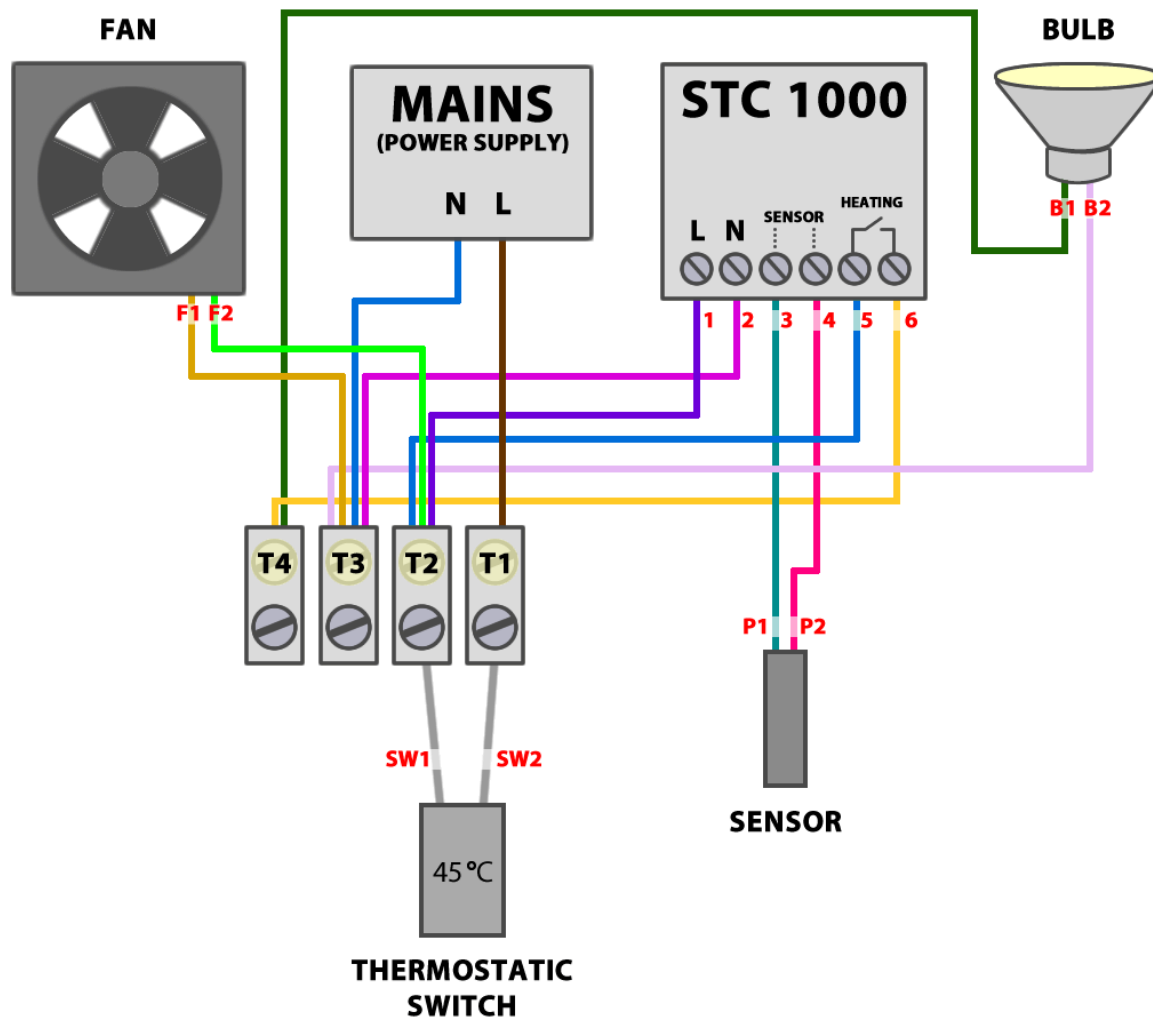 FAN
BULB
MAINS
(POWER SUPPLY)
N L
STC 1000
HEATING
SENSOR
L N
F1 F2
B1 B2
1 2 3 4 5 6
T4 T3 T2 T1
P1 P2
SW1 SW2
SENSOR
45°C
THERMOSTATIC
SWITCH